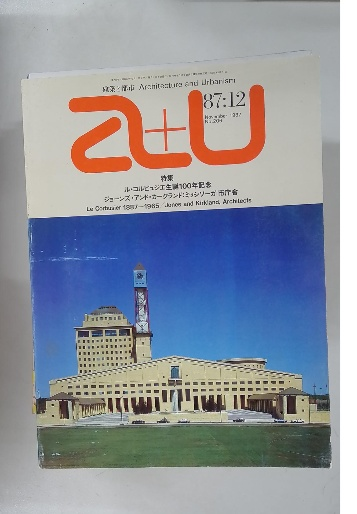 建築と都市 Architecture and Urbanism
a+u
87:12
November 1987
No.206
特集
ル・コルビュジエ生誕100年記念
ジョーンズ・アンド・カークランド:ミッシソーガ市庁舎
Le Corbusier 1887—1965 Jones and Kirkland, Architects